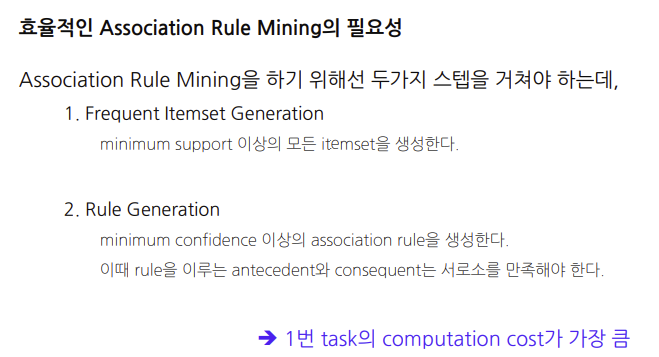 효율적인 Association Rule Mining의 필요성
Association Rule Mining을 하기 위해선 두가지 스텝을 거쳐야 하는데,
1. Frequent Itemset Generation
minimum support 이상의 모든 itemset을 생성한다.
2. Rule Generation
minimum confidence 이상의 association rule을 생성한다.
이때 rule을 이루는 antecedent와 consequent는 서로소를 만족해야 한다.
➔ 1번 task의 computation cost가 가장 큼